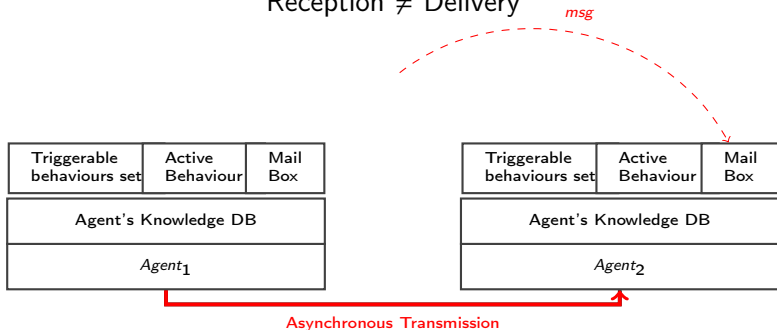 Reception ≠ Delivery
msg
Triggerable
behaviours set
Active
Behaviour
Mail
Box
Agent's Knowledge DB
Agent1
Triggerable
behaviours set
Active
Behaviour
Mail
Box
Agent's Knowledge DB
Agent2
Asynchronous Transmission